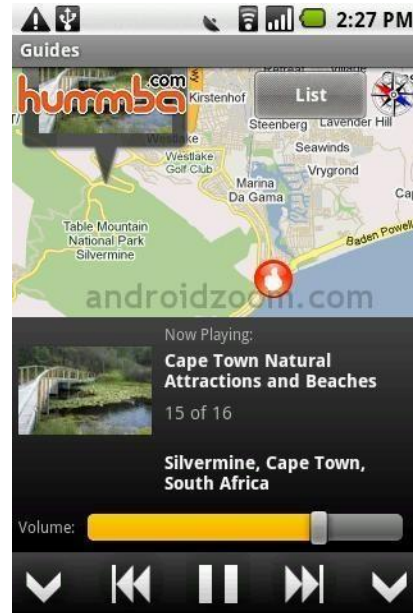 2:27 PM
Guides
hummba.com
List
Kirstenhof
Steenberg
Lavender Hill
Westlake
Seawinds
Westlake
Golf Club
Vrygrond
Marina
Da Gama
Table Mountain
National Park
Silvermine
Baden Powell
androidzoom.com
Now Playing:
Cape Town Natural
Attractions and Beaches
15 of 16
Silvermine, Cape Town,
South Africa
Volume: